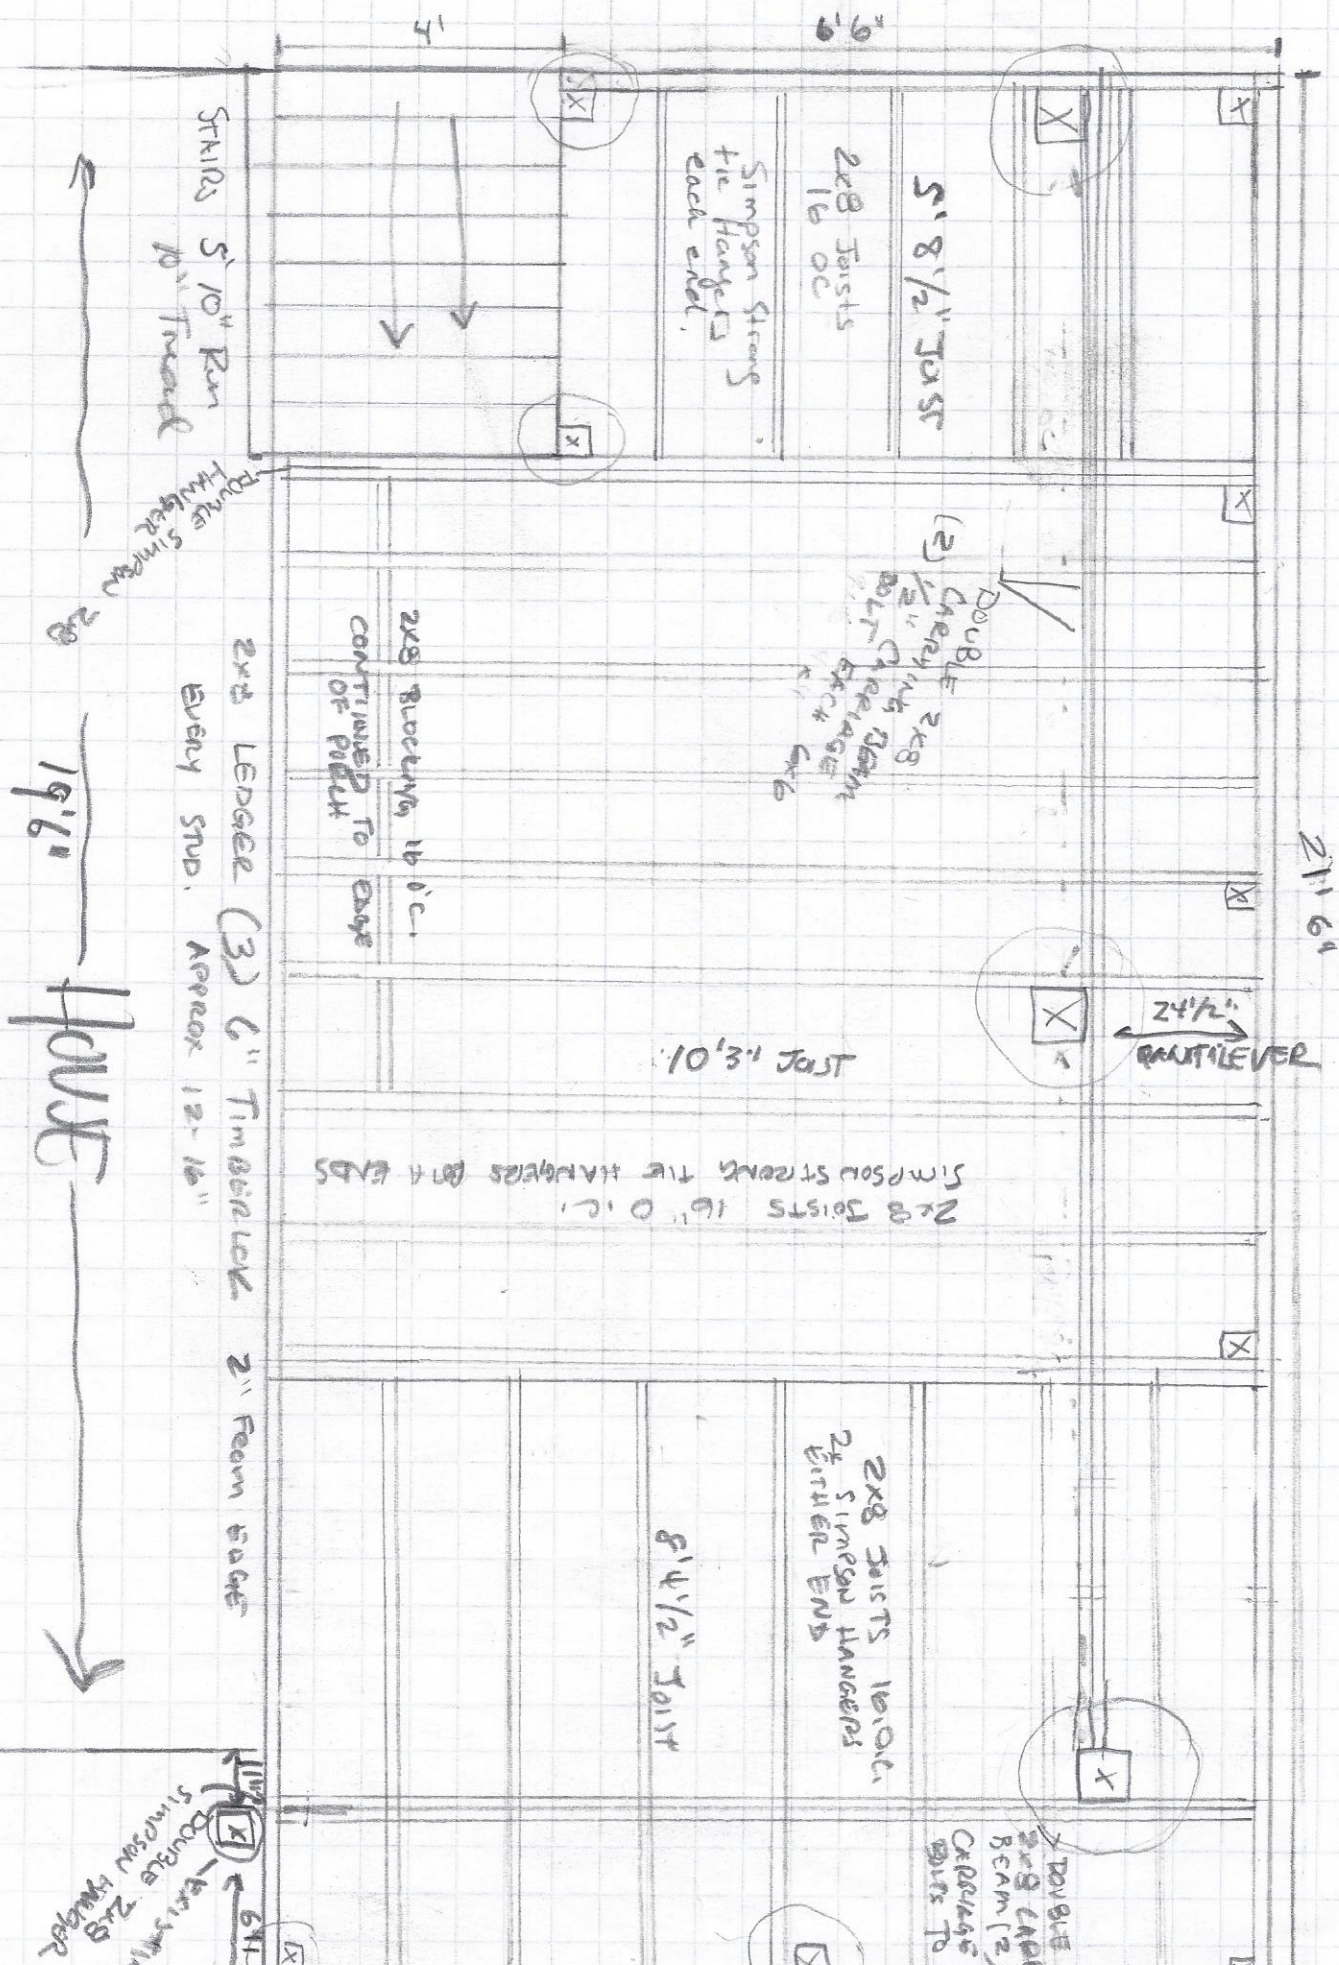 4'
6'6"
STAIRS 5'10" Run
10" Tread
Simpson Strong
tie Hangers
each end.
2x8 Joists
16 OC
5'8 1/2" JOIST
X
X
X
X
X
DOUBLE SIMPSON
HANGER
2x8
2x8 BLOCKING 16 O.C.
CONTINUED TO EDGE
OF PORCH
DOUBLE 2x8
CARRYING BEAM
(2) 1/2" CARRIAGE
BOLT EACH 6x6
21' 6"
X
X
24 1/2"
CANTILEVER
10'3" JOIST
2x8 JOISTS 16" O.C.
SIMPSON STRONG TIE HANGERS BOTH ENDS
X
2x8 LEDGER (3) 6" TIMBERLOK 2" FROM EDGE
EVERY STUD. APPROX 12-16"
19'6"
HOUSE
2x8 JOISTS 16 O.C.
SIMPSON HANGERS
EITHER END
8'4 1/2" JOIST
X
X
DOUBLE 2x8
SIMPSON HANGER
DOUBLE
2x8
BEAM (2)
CARRIAGE
BOLTS TO
X